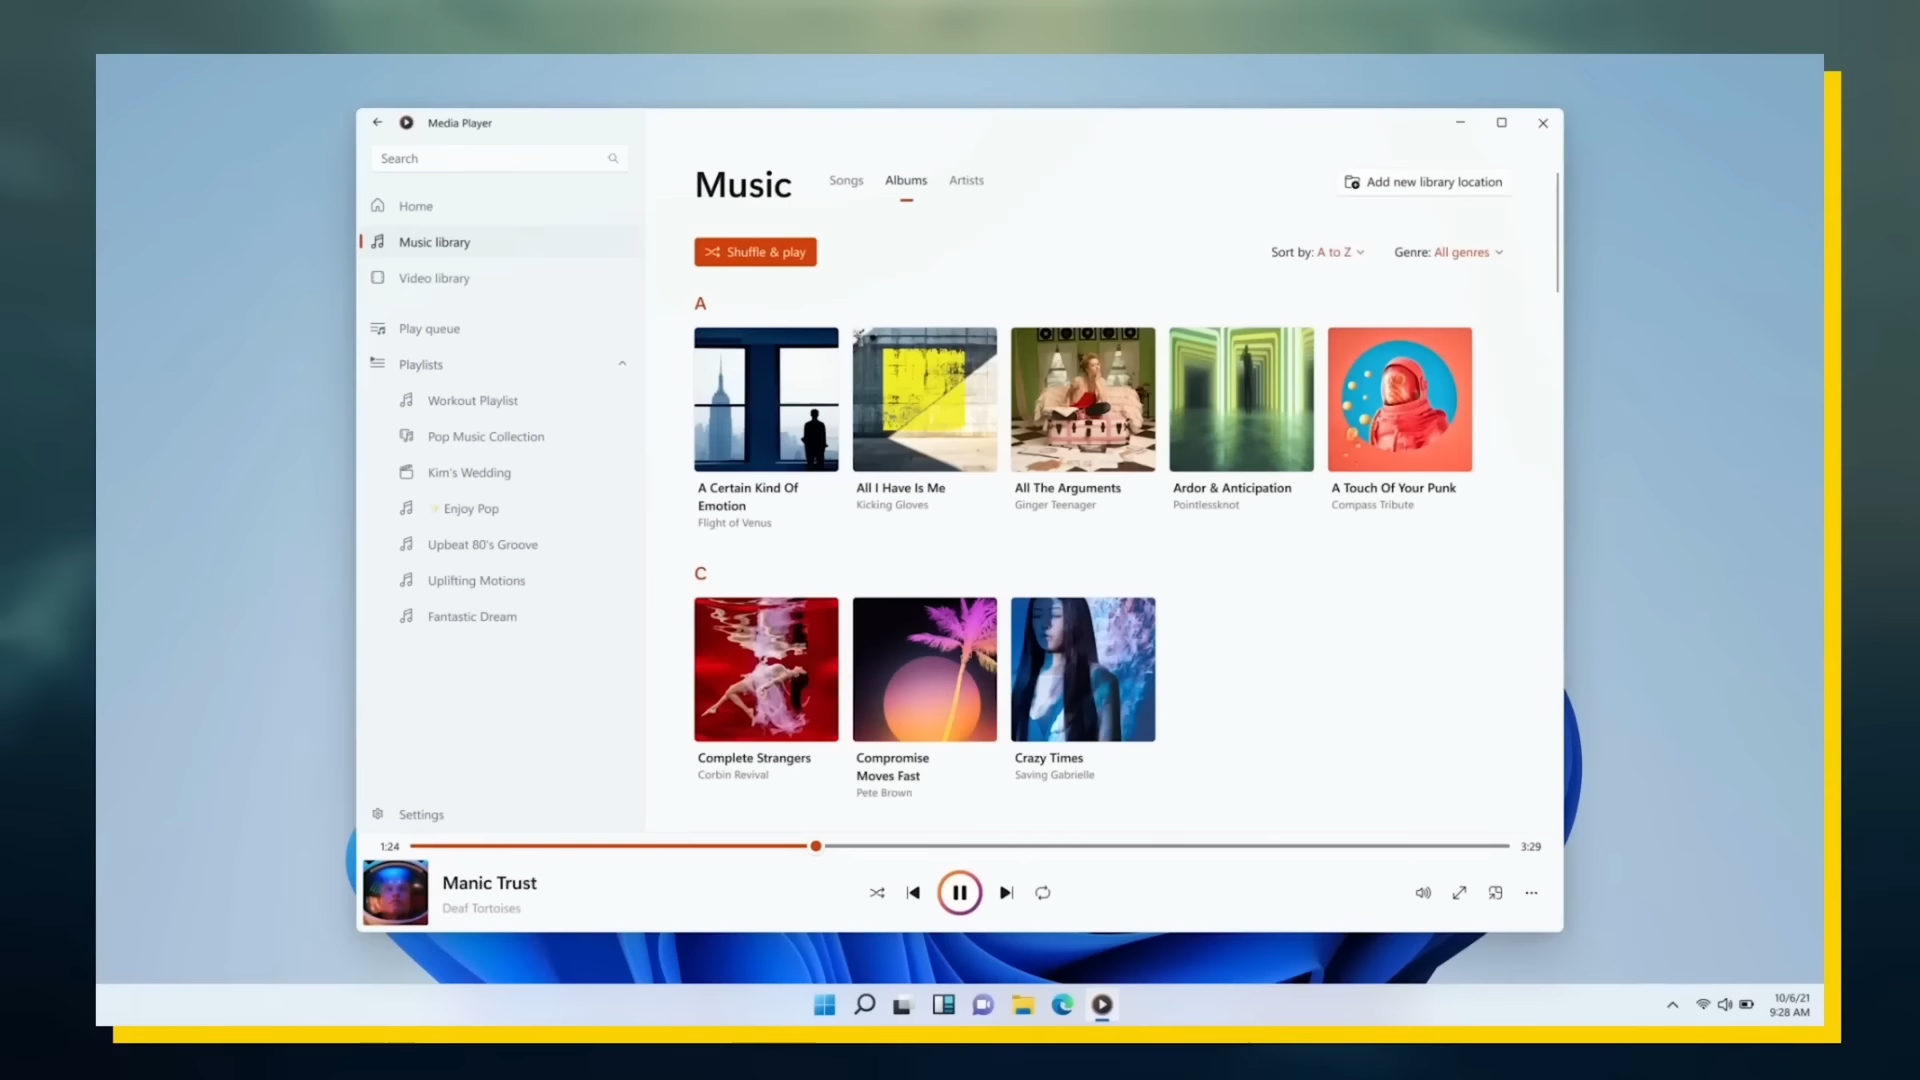 Media Player
Search
Home
Music library
Video library
Play queue
Playlists
Workout Playlist
Pop Music Collection
Kim's Wedding
Enjoy Pop
Upbeat 80's Groove
Uplifting Motions
Fantastic Dream
Settings
Music
Songs
Albums
Artists
Add new library location
Shuffle & play
Sort by: A to Z
Genre: All genres
A
A Certain Kind Of
Emotion
Flight of Venus
All I Have Is Me
Kicking Gloves
All The Arguments
Ginger Teenager
Ardor & Anticipation
Pointlessknot
A Touch Of Your Punk
Compass Tribute
C
Complete Strangers
Corbin Revival
Compromise
Moves Fast
Pete Brown
Crazy Times
Saving Gabrielle
1:24
3:29
Manic Trust
Deaf Tortoises
10/6/21
9:28 AM